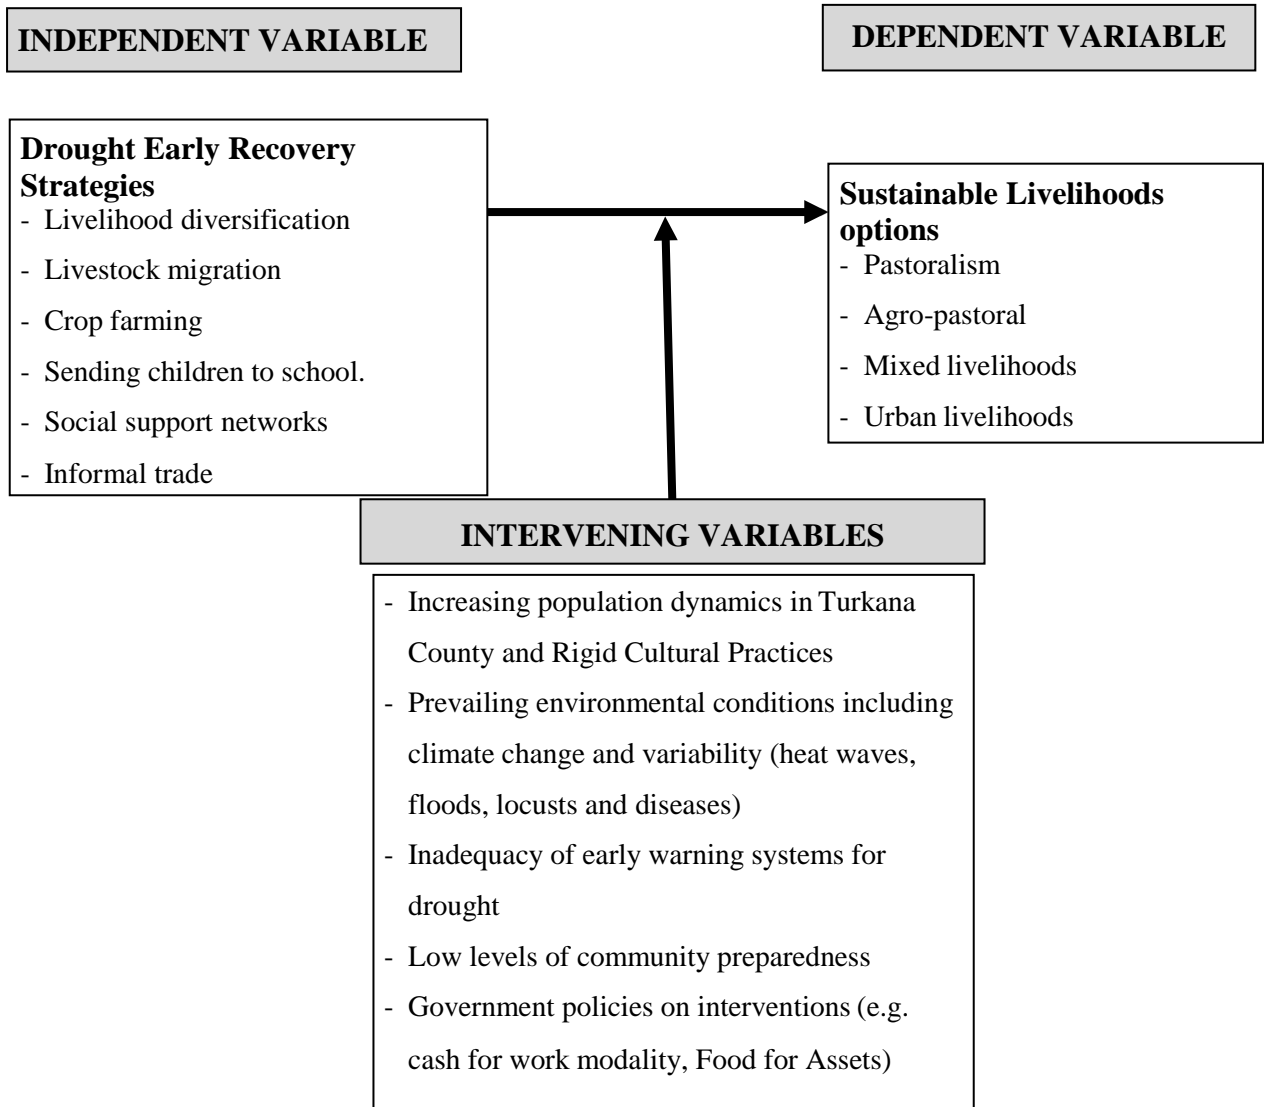 INDEPENDENT VARIABLE
DEPENDENT VARIABLE
Drought Early Recovery
Strategies
- Livelihood diversification
- Livestock migration
- Crop farming
- Sending children to school.
- Social support networks
- Informal trade
Sustainable Livelihoods
options
- Pastoralism
- Agro-pastoral
- Mixed livelihoods
- Urban livelihoods
INTERVENING VARIABLES
- Increasing population dynamics in Turkana
County and Rigid Cultural Practices
- Prevailing environmental conditions including
climate change and variability (heat waves,
floods, locusts and diseases)
- Inadequacy of early warning systems for
drought
- Low levels of community preparedness
- Government policies on interventions (e.g.
cash for work modality, Food for Assets)